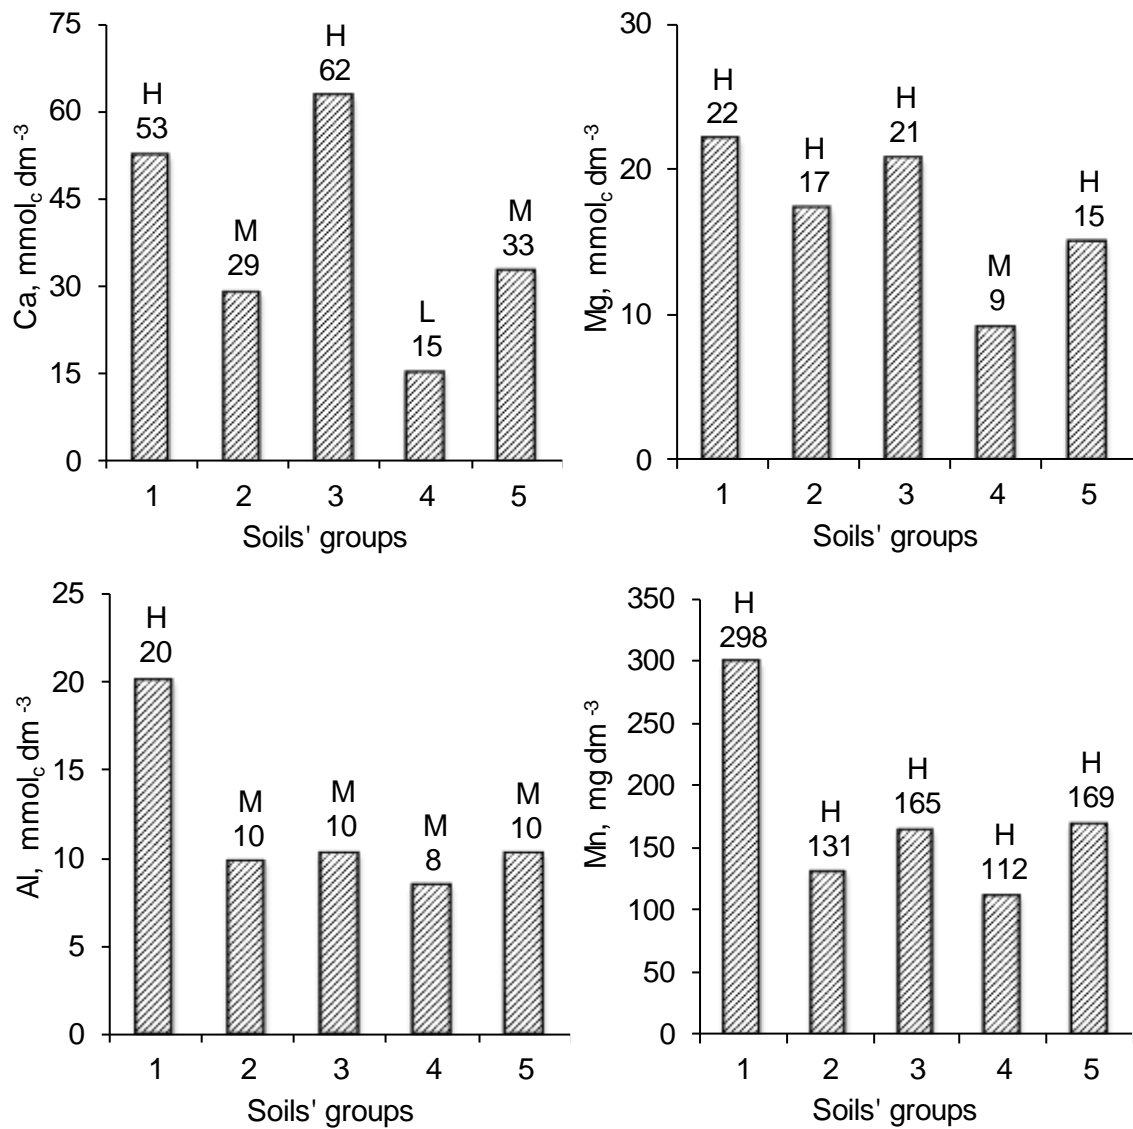 Ca, mmolc dm-3
75
60
45
30
15
0
H
53
M
29
H
62
L
15
M
33
1 2 3 4 5
Soils' groups
Mg, mmolc dm-3
30
20
10
0
H
22
H
17
H
21
M
9
H
15
1 2 3 4 5
Soils' groups
Al, mmolc dm-3
25
20
15
10
5
0
H
20
M
10
M
10
M
8
M
10
1 2 3 4 5
Soils' groups
Mn, mg dm-3
350
300
250
200
150
100
50
0
H
298
H
131
H
165
H
112
H
169
1 2 3 4 5
Soils' groups